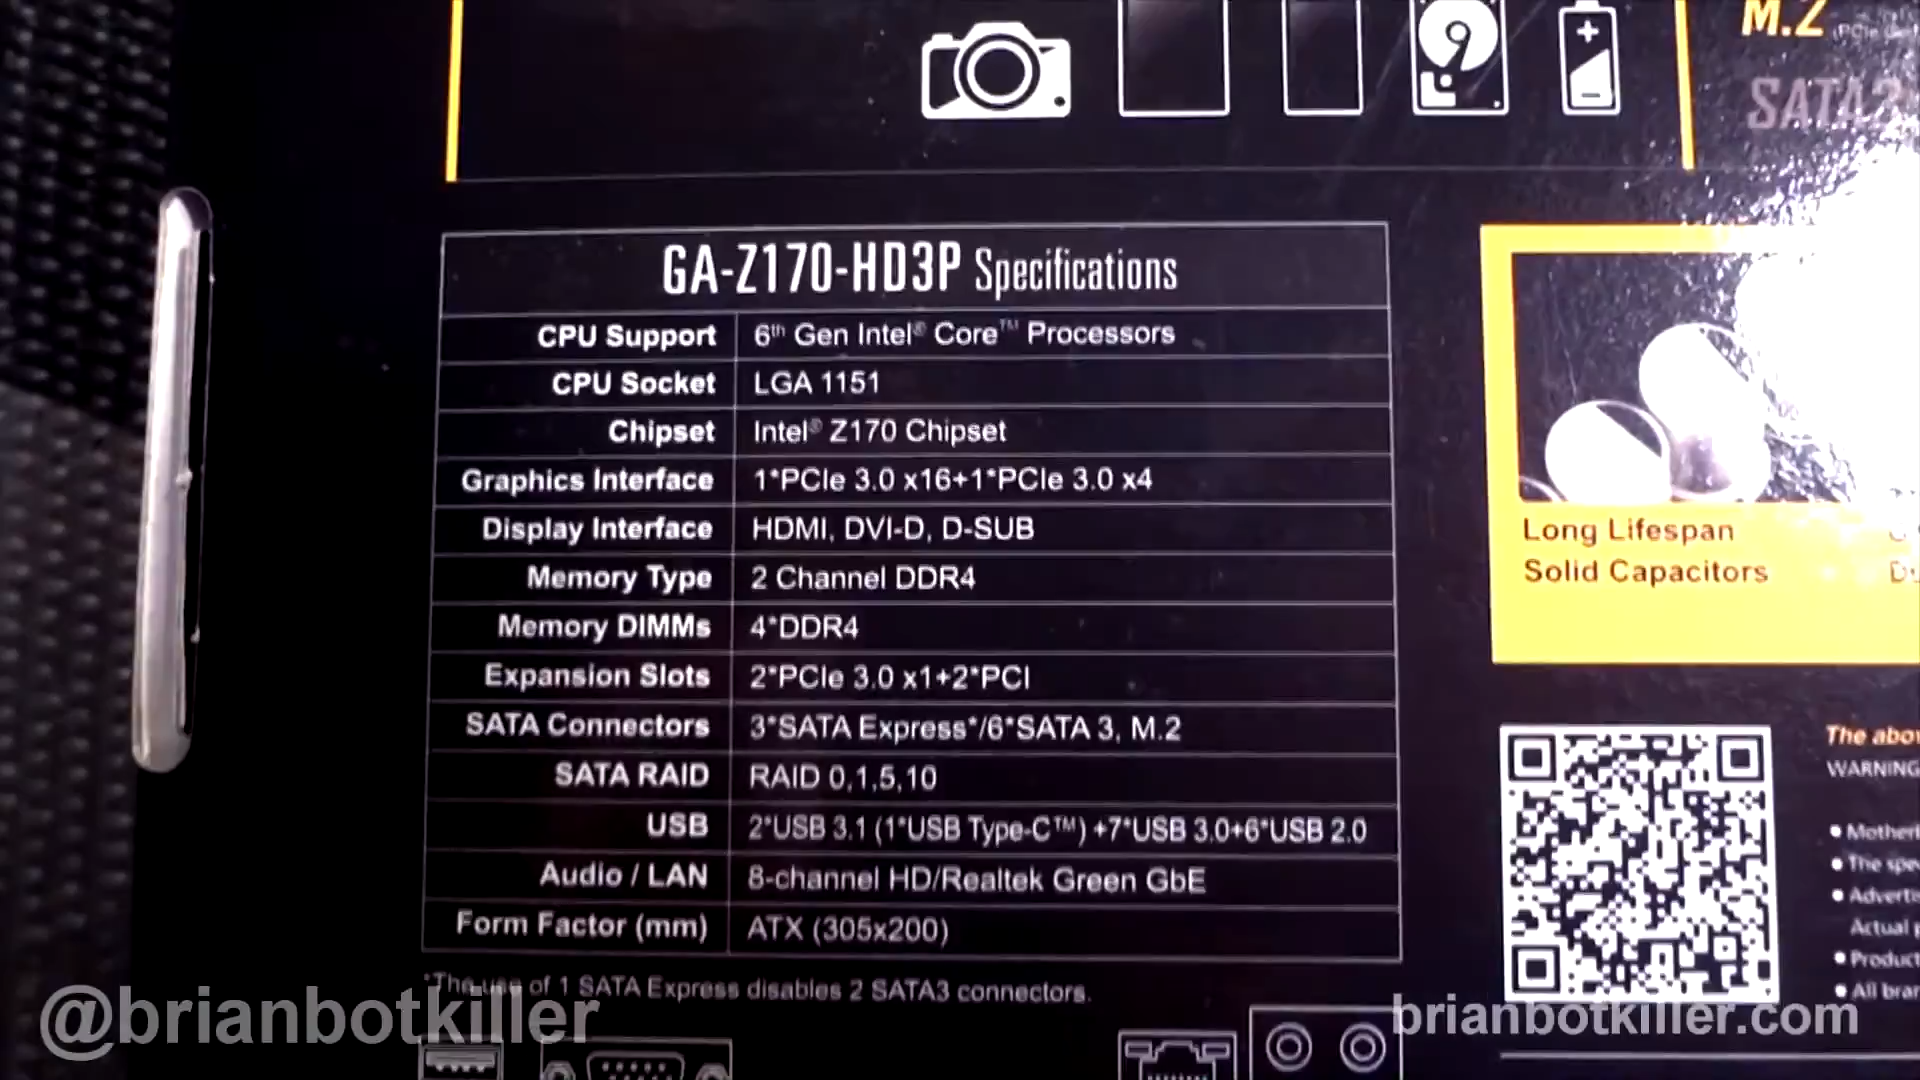 M.2
SATA3
GA-Z170-HD3P Specifications
CPU Support 6th Gen Intel® Core™ Processors
CPU Socket LGA 1151
Chipset Intel® Z170 Chipset
Graphics Interface 1*PCIe 3.0 x16+1*PCIe 3.0 x4
Display Interface HDMI, DVI-D, D-SUB
Memory Type 2 Channel DDR4
Memory DIMMs 4*DDR4
Expansion Slots 2*PCIe 3.0 x1+2*PCI
SATA Connectors 3*SATA Express*/6*SATA 3, M.2
SATA RAID RAID 0,1,5,10
USB 2*USB 3.1 (1*USB Type-C™) +7*USB 3.0+6*USB 2.0
Audio / LAN 8-channel HD/Realtek Green GbE
Form Factor (mm) ATX (305x200)
*The use of 1 SATA Express disables 2 SATA3 connectors.
Long Lifespan
Solid Capacitors
The
WARNING
The
Actual
All
@brianbotkiller
brianbotkiller.com